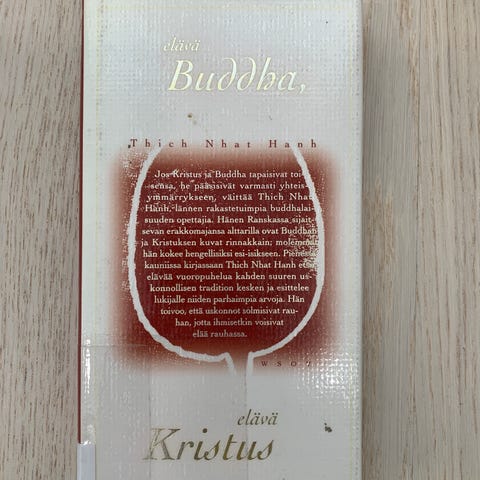 elävä
Buddha,
Thich Nhat Hanh
Jos Kristus ja Buddha tapaisivat toi-
sensa, he pääsisivät varmasti yhteis-
ymmärrykseen, väittää Thich Nhat
Hanh, lännen rakastetuimpia buddhalai-
suuden opettajia. Hänen Ranskassa sijait-
sevan erakkomajansa alttarilla ovat Buddhan
ja Kristuksen kuvat rinnakkain; molemmat
hän kokee hengellisiksi esi-isikseen. Pienessä
kauniissa kirjassaan Thich Nhat Hanh etsii
elävää vuoropuhelua kahden suuren us-
konnollisen tradition kesken ja esittelee
lukijalle niiden parhaimpia arvoja. Hän
toivoo, että uskonnot solmisivat rau-
han, jotta ihmisetkin voisivat
elää rauhassa.
WSOY
elävä
Kristus